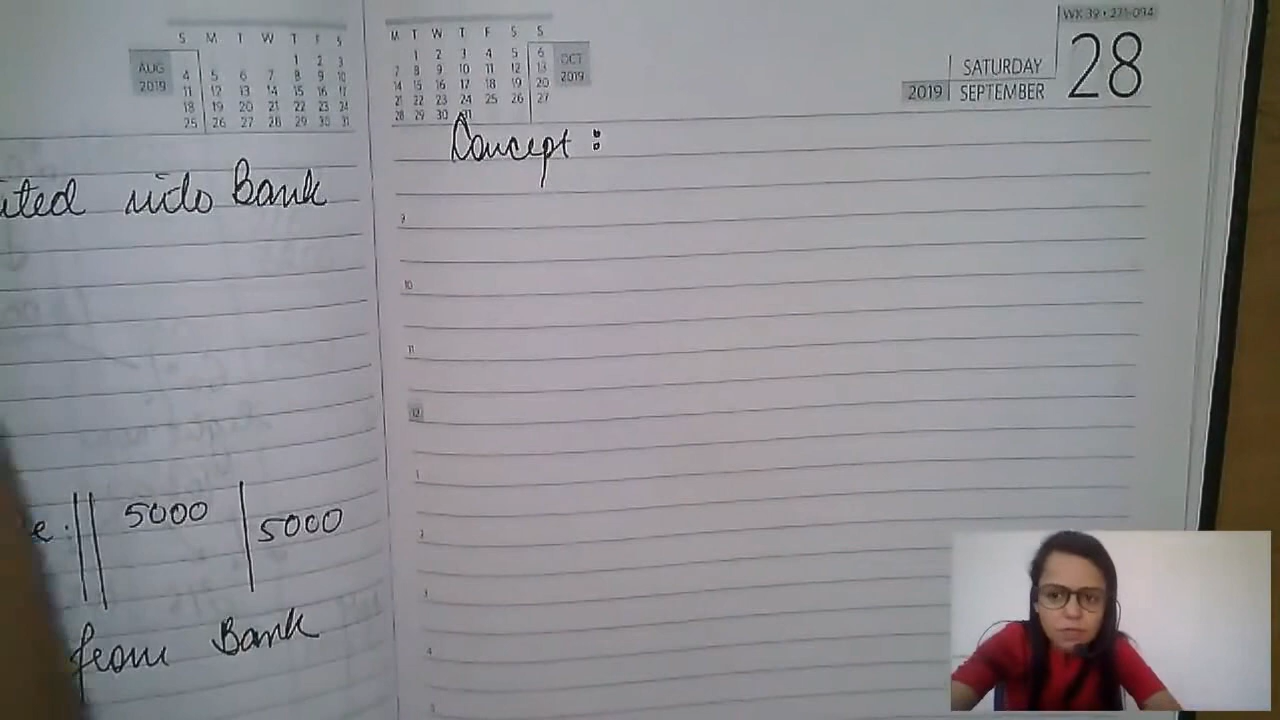 S M T W T F S
1 2 3
AUG 2019
4 5 6 7 8 9 10
11 12 13 14 15 16 17
18 19 20 21 22 23 24
25 26 27 28 29 30 31
ited into Bank
5000 5000
from Bank
M T W T F S S
1 2 3 4 5 6
OCT 2019
7 8 9 10 11 12 13
14 15 16 17 18 19 20
21 22 23 24 25 26 27
28 29 30 31
WK 39 • 271-094
2019 SATURDAY SEPTEMBER 28
Concept :
9
10
11
12
1
2
3
4
5